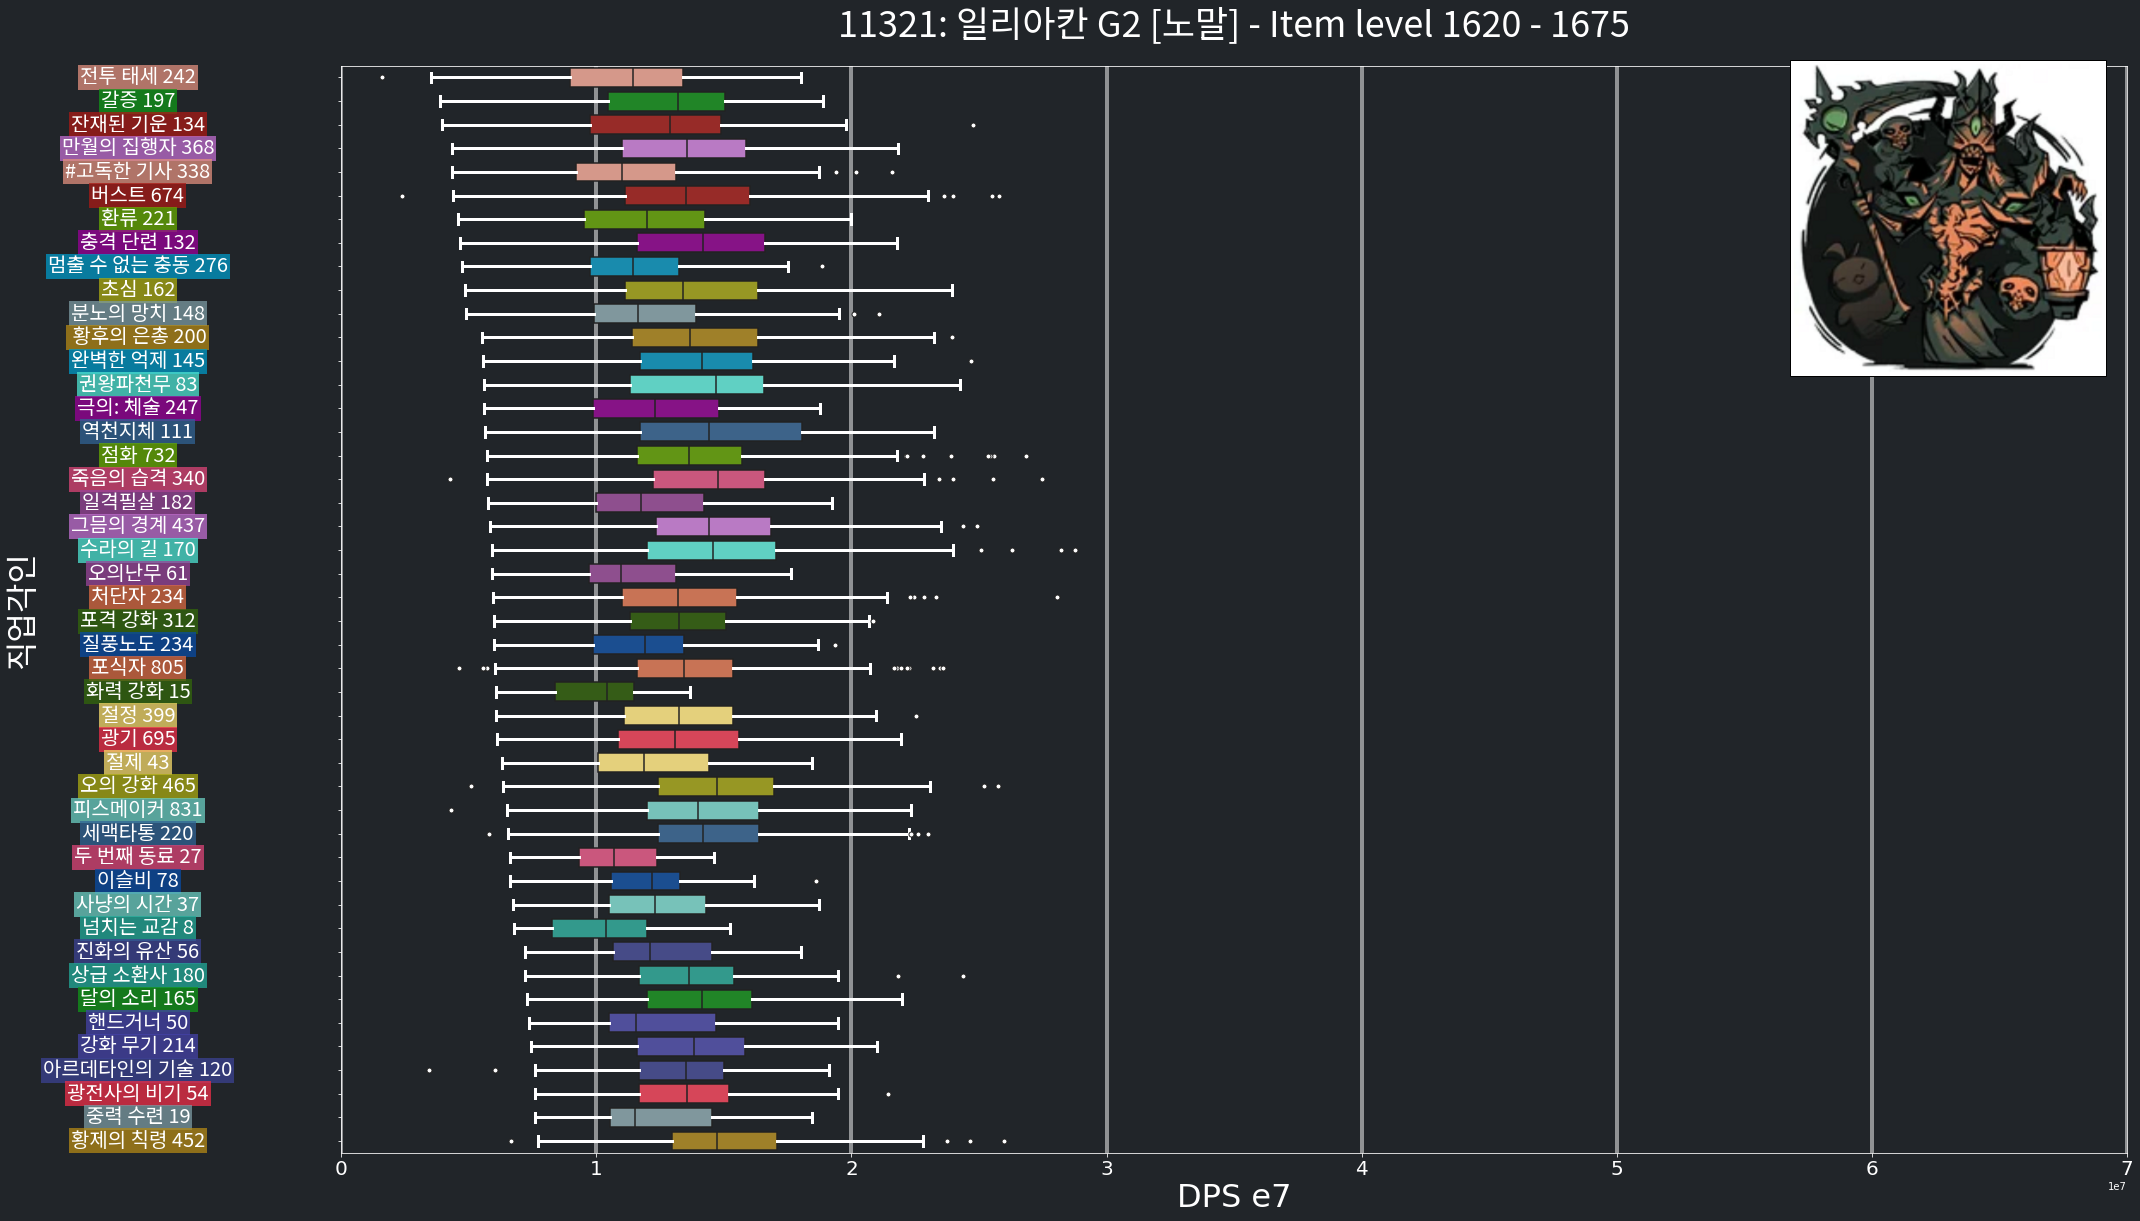 11321: 일리아칸 G2 [노말] - Item level 1620 - 1675
직업각인
전투 태세 242
갈증 197
잔재된 기운 134
만월의 집행자 368
#고독한 기사 338
버스트 674
환류 221
충격 단련 132
멈출 수 없는 충동 276
초심 162
분노의 망치 148
황후의 은총 200
완벽한 억제 145
권왕파천무 83
극의: 체술 247
역천지체 111
점화 732
죽음의 습격 340
일격필살 182
그믐의 경계 437
수라의 길 170
오의난무 61
처단자 234
포격 강화 312
질풍노도 234
포식자 805
화력 강화 15
절정 399
광기 695
절제 43
오의 강화 465
피스메이커 831
세맥타통 220
두 번째 동료 27
이슬비 78
사냥의 시간 37
넘치는 교감 8
진화의 유산 56
상급 소환사 180
달의 소리 165
핸드거너 50
강화 무기 214
아르데타인의 기술 120
광전사의 비기 54
중력 수련 19
황제의 칙령 452
0 1 2 3 4 5 6 7
1e7
DPS e7